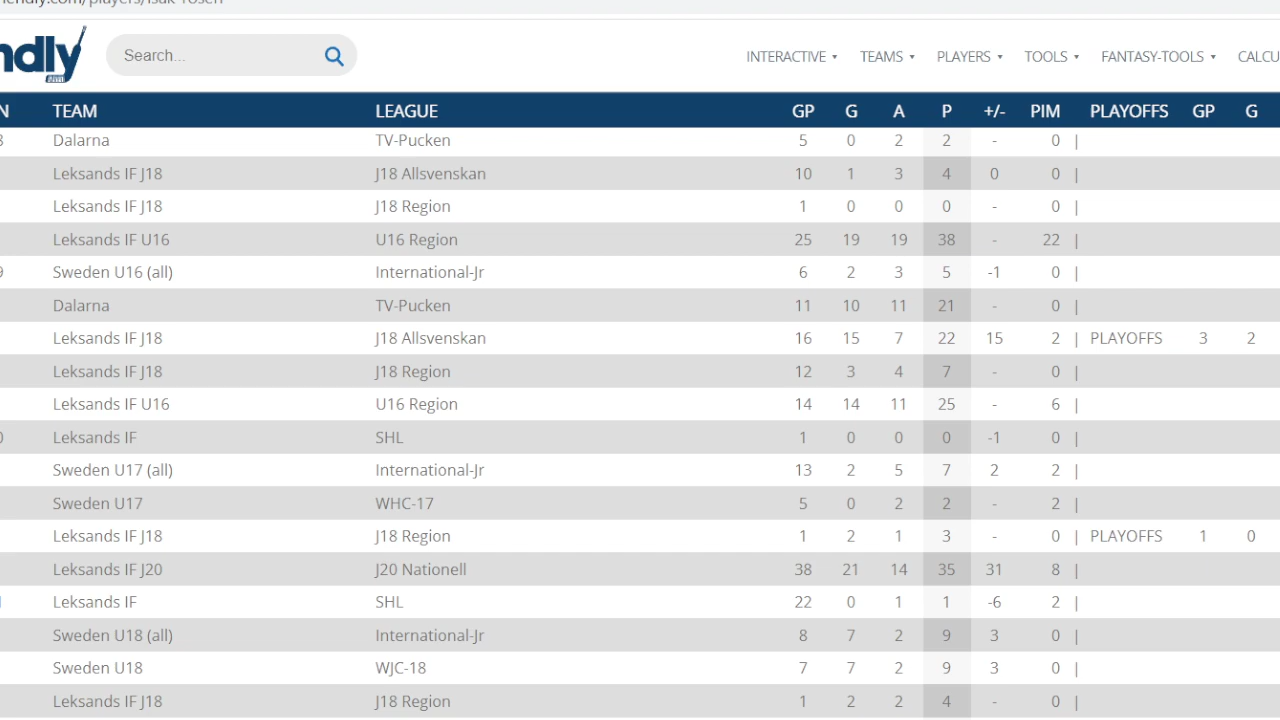 ndly
Search...
INTERACTIVE ▾ TEAMS ▾ PLAYERS ▾ TOOLS ▾ FANTASY-TOOLS ▾ CALCU
N TEAM LEAGUE GP G A P +/- PIM PLAYOFFS GP G
Dalarna TV-Pucken 5 0 2 2 - 0 |
Leksands IF J18 J18 Allsvenskan 10 1 3 4 0 0 |
Leksands IF J18 J18 Region 1 0 0 0 - 0 |
Leksands IF U16 U16 Region 25 19 19 38 - 22 |
9 Sweden U16 (all) International-Jr 6 2 3 5 -1 0 |
Dalarna TV-Pucken 11 10 11 21 - 0 |
Leksands IF J18 J18 Allsvenskan 16 15 7 22 15 2 | PLAYOFFS 3 2
Leksands IF J18 J18 Region 12 3 4 7 - 0 |
Leksands IF U16 U16 Region 14 14 11 25 - 6 |
0 Leksands IF SHL 1 0 0 0 -1 0 |
Sweden U17 (all) International-Jr 13 2 5 7 2 2 |
Sweden U17 WHC-17 5 0 2 2 - 2 |
Leksands IF J18 J18 Region 1 2 1 3 - 0 | PLAYOFFS 1 0
Leksands IF J20 J20 Nationell 38 21 14 35 31 8 |
Leksands IF SHL 22 0 1 1 -6 2 |
Sweden U18 (all) International-Jr 8 7 2 9 3 0 |
Sweden U18 WJC-18 7 7 2 9 3 0 |
Leksands IF J18 J18 Region 1 2 2 4 - 0 |